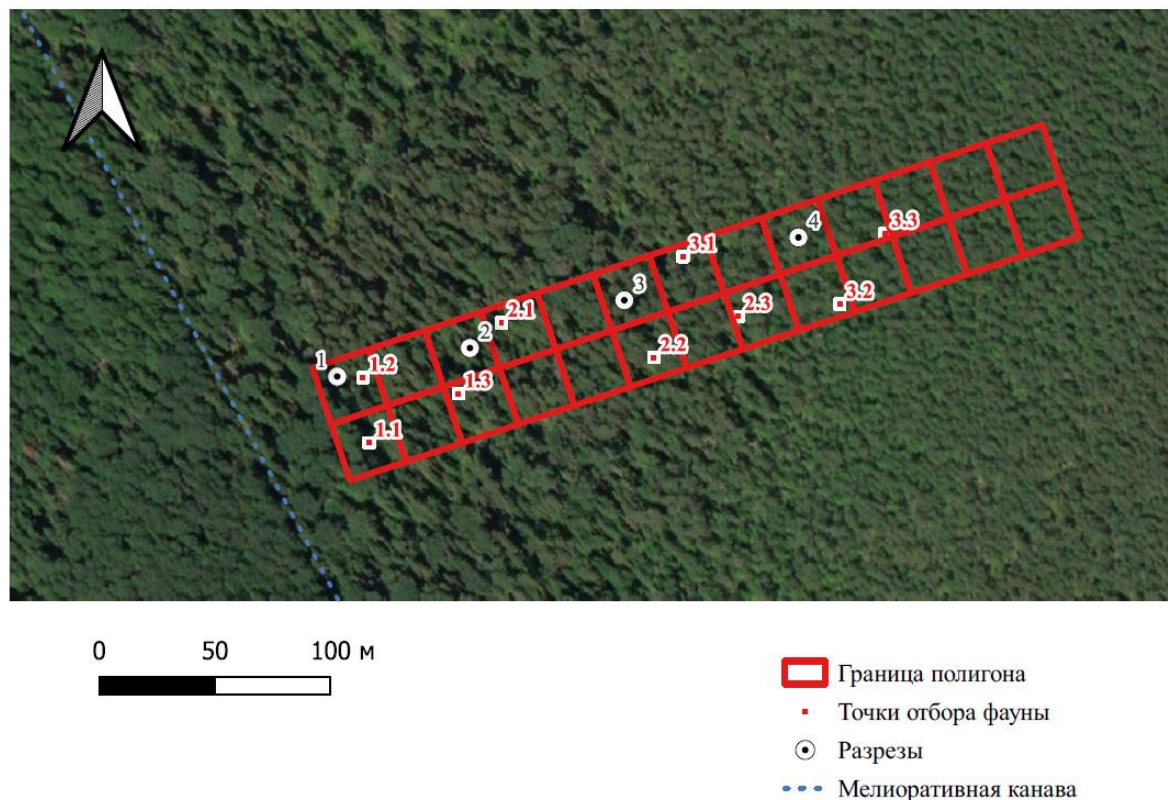 3.3
4
3.1
3
3.2
2.1
2.3
2
2.2
1
1.2
1.3
1.1
0 50 100 м
Граница полигона
Точки отбора фауны
Разрезы
Мелиоративная канава